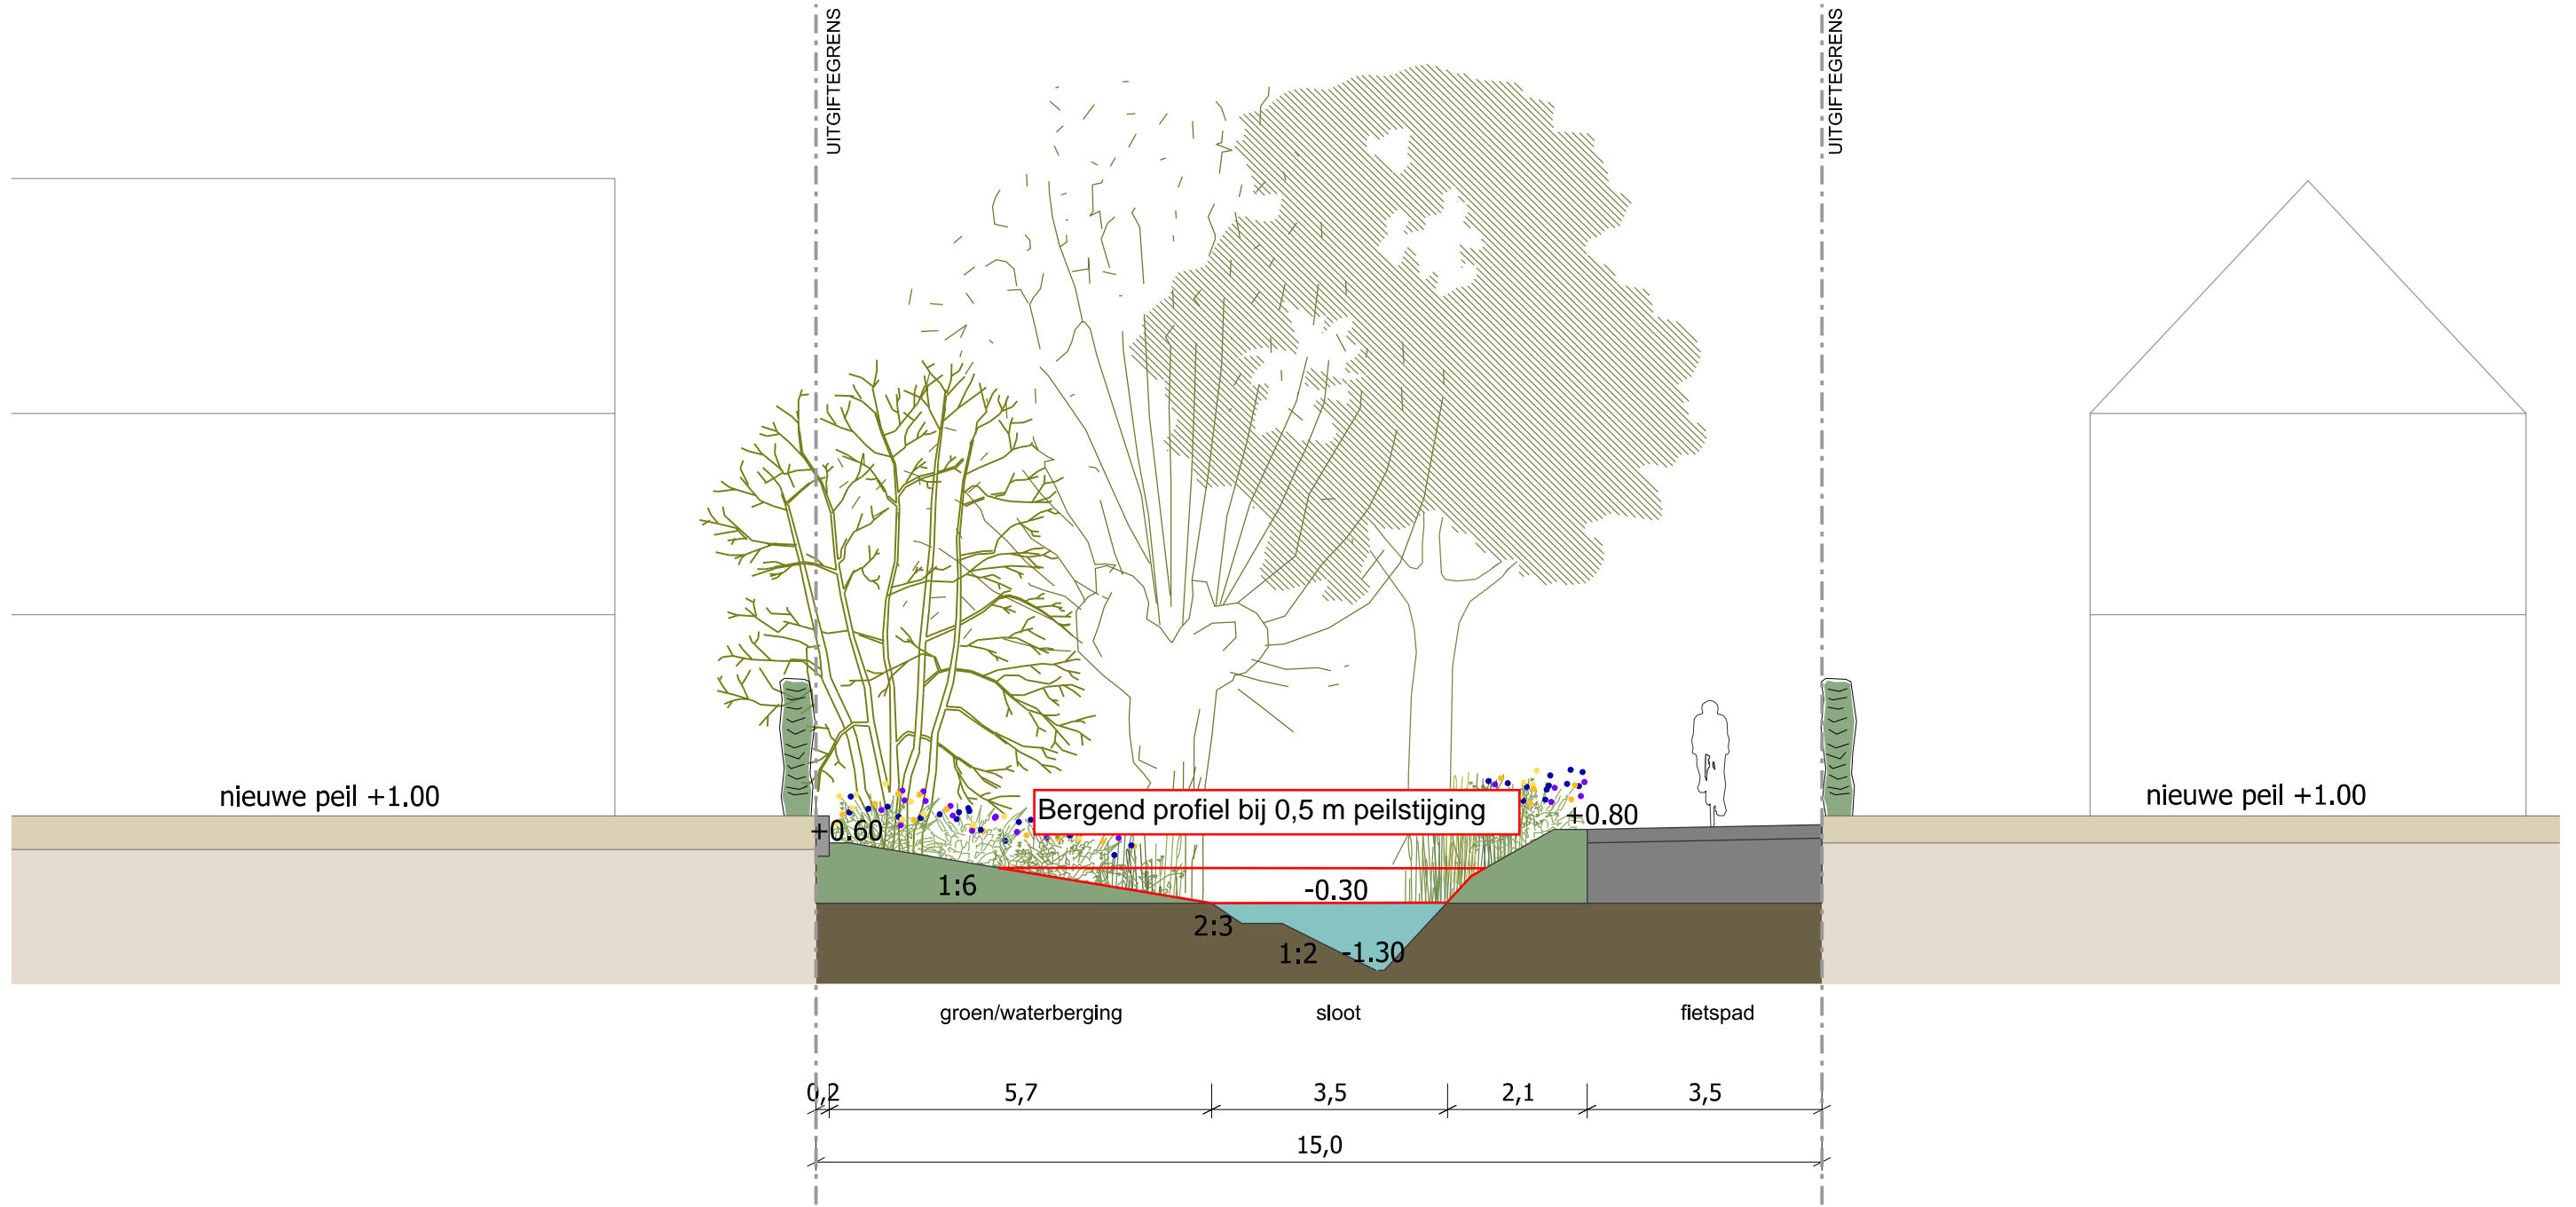 UITGIFTEGRENS
UITGIFTEGRENS
nieuwe peil +1.00
nieuwe peil +1.00
Bergend profiel bij 0,5 m peilstijging
+0.60
+0.80
1:6
-0.30
2:3
1:2
-1.30
groen/waterberging
sloot
fietspad
0,2
5,7
3,5
2,1
3,5
15,0